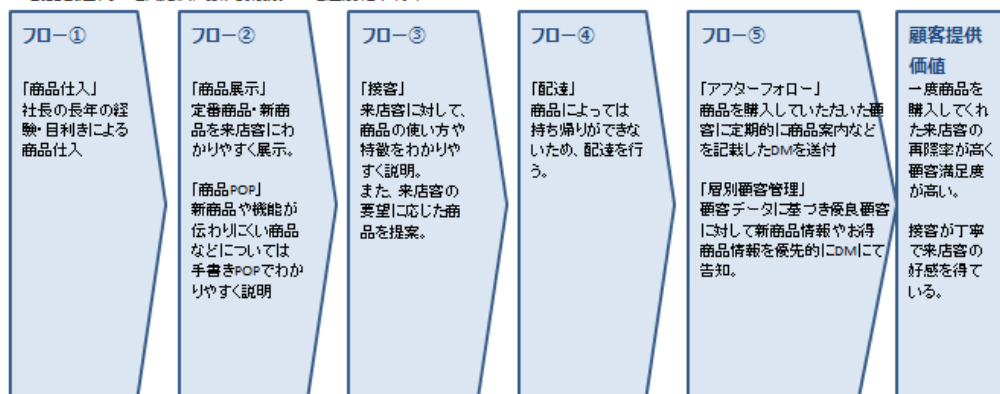 フロー①
「商品仕入」
社長の長年の経
験・目利きによる
商品仕入
フロー②
「商品展示」
定番商品・新商
品を来店客にわ
かりやすく展示。
「商品POP」
新商品や機能が
伝わりにくい商品
などについては
手書きPOPでわか
りやすく説明
フロー③
「接客」
来店客に対して、
商品の使い方や
特徴をわかりや
すく説明。
また、来店客の
要望に応じた商
品を提案。
フロー④
「配達」
商品によっては
持ち帰りができな
いため、配達を行
う。
フロー⑤
「アフターフォロー」
商品を購入していただいた顧
客に定期的に商品案内など
を記載したDMを送付
「層別顧客管理」
顧客データに基づき優良顧客
に対して新商品情報やお得
商品情報を優先的にDMにて
告知。
顧客提供
価値
一度商品を
購入してくれ
た来店客の
再来率が高く
顧客満足度
が高い。
接客が丁寧
で来店客の
好感を得て
いる。